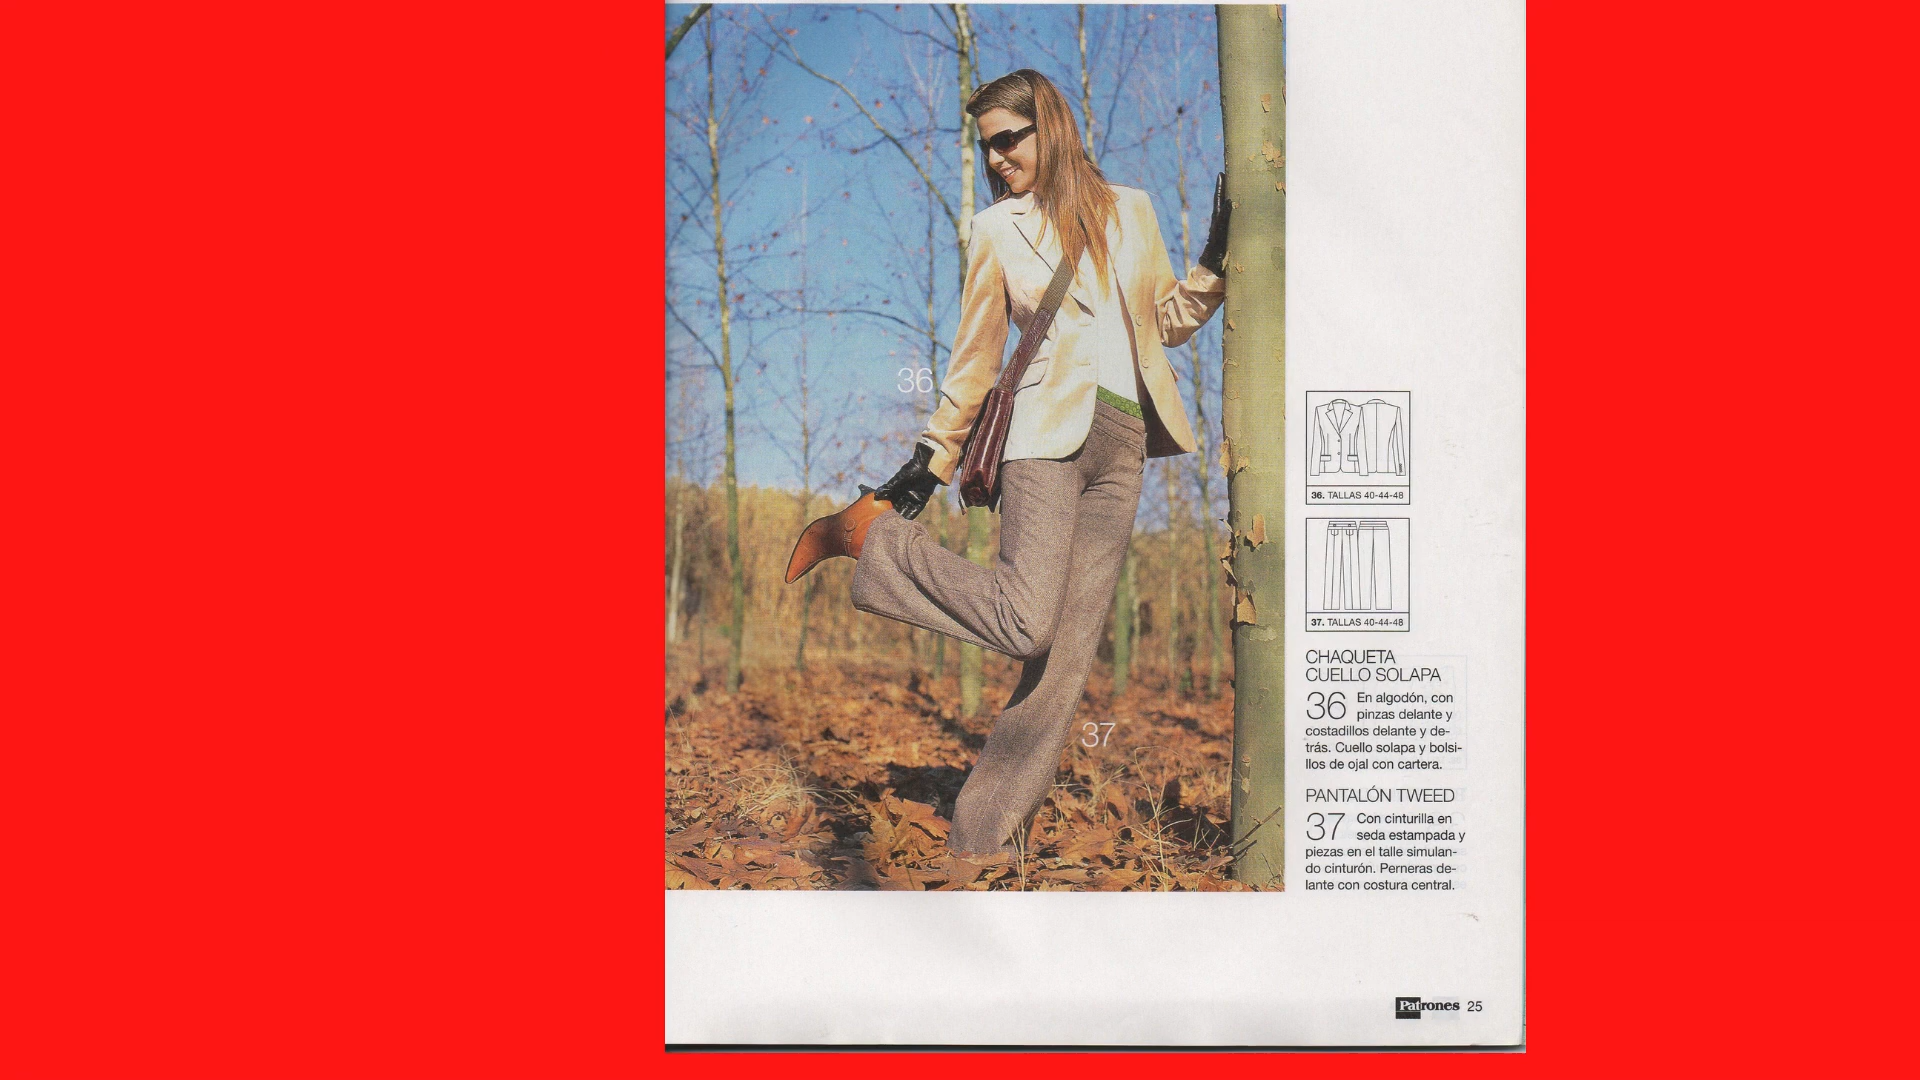 36
37
36. TALLAS 40-44-48
37. TALLAS 40-44-48
CHAQUETA
CUELLO SOLAPA
36 En algodón, con
pinzas delante y
costadillos delante y de-
trás. Cuello solapa y bolsi-
llos de ojal con cartera.
PANTALÓN TWEED
37 Con cinturilla en
seda estampada y
piezas en el talle simulan-
do cinturón. Perneras de-
lante con costura central.
Patrones 25